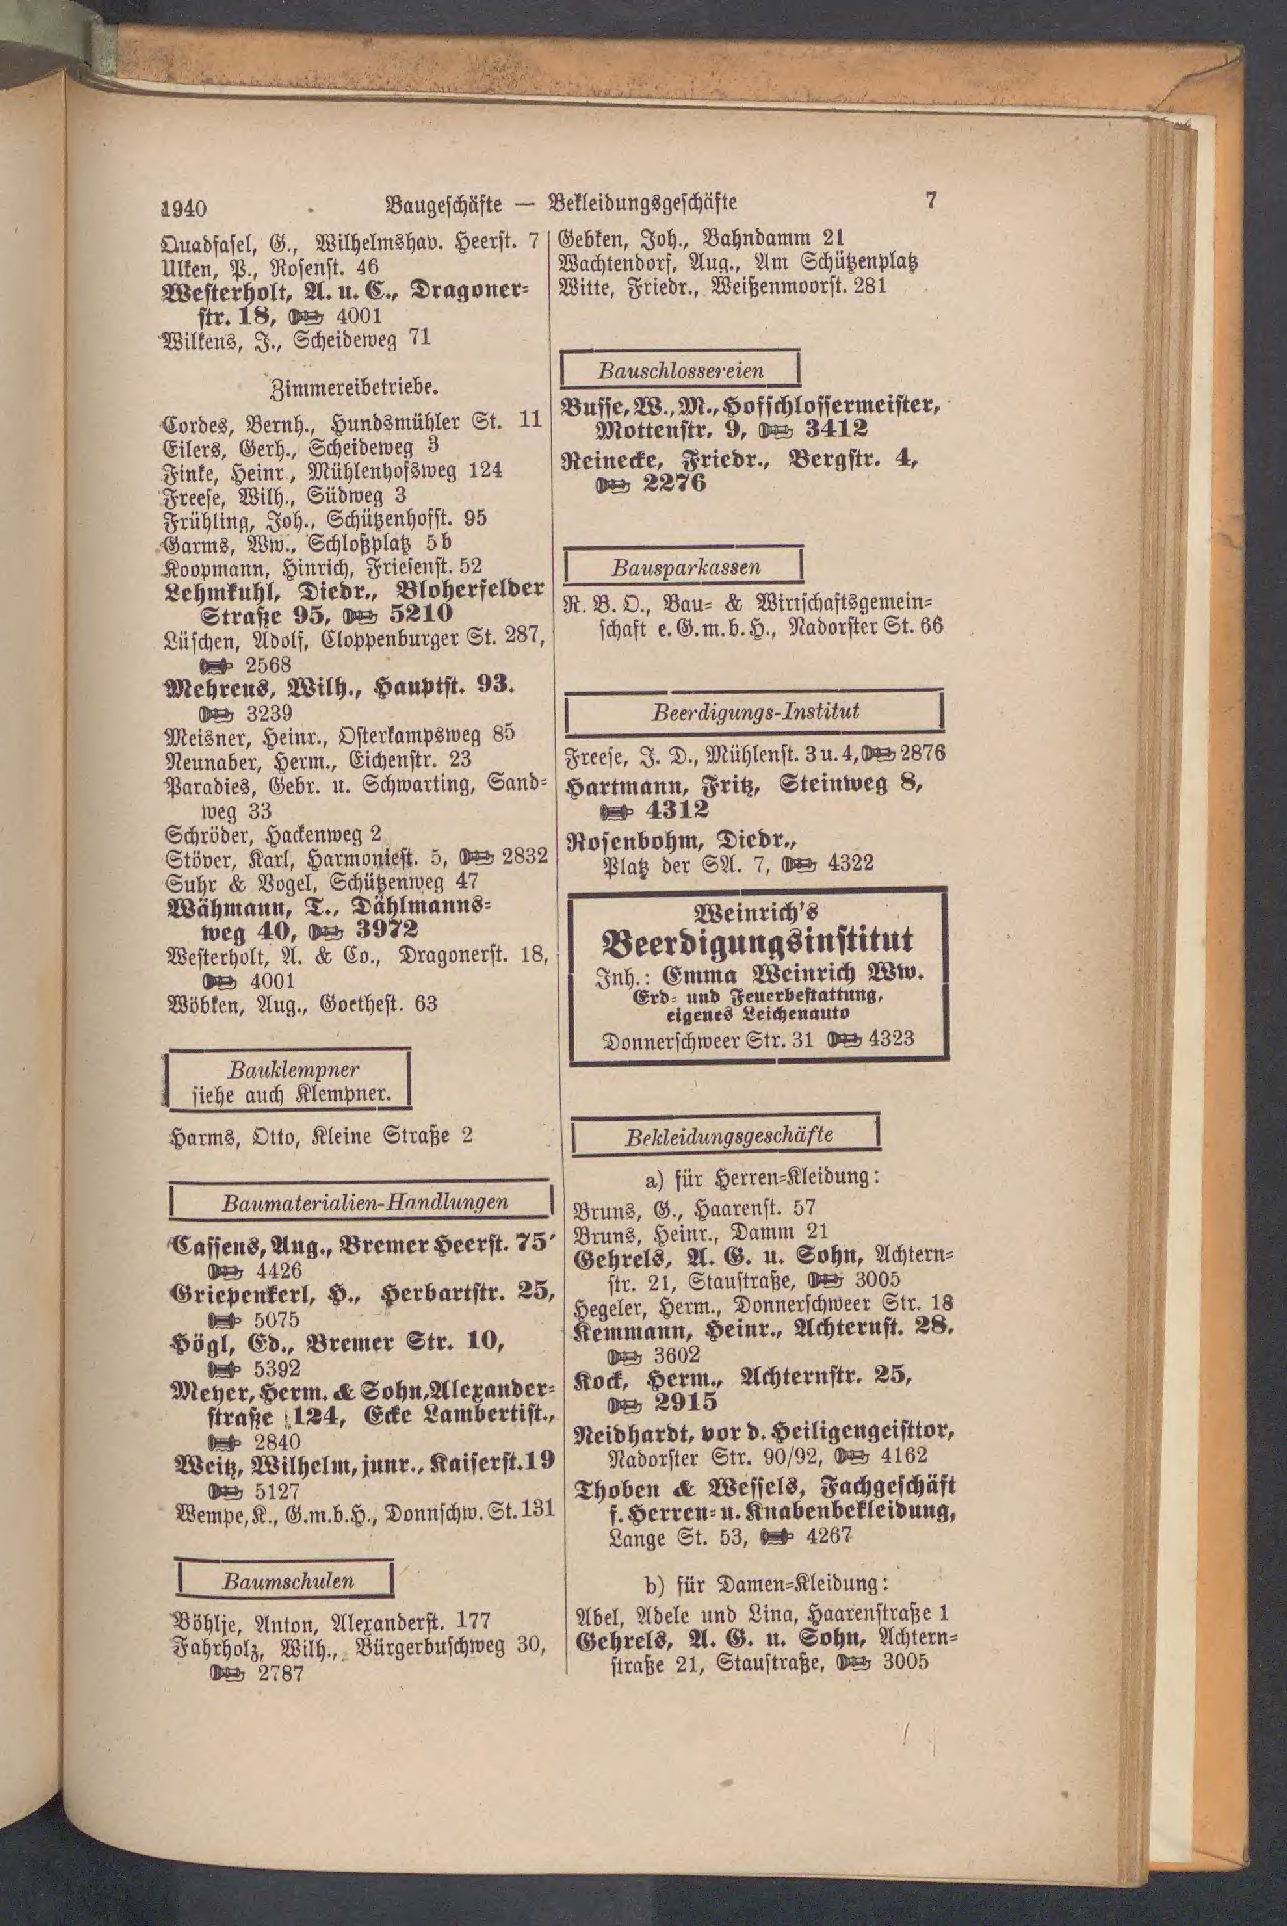 1940 Baugeschäfte — Bekleidungsgeschäfte 7
Quadfasel, G., Wilhelmshav. Heerst. 7
Ulken, P., Rosenst. 46
Westerholt, A. u. C., Dragoner-
str. 18, 4001
Wilkens, J., Scheideweg 71
Zimmereibetriebe.
Cordes, Bernh., Hundsmühler St. 11
Eilers, Gerh., Scheideweg 3
Finke, Heinr., Mühlenhofsweg 124
Freese, Wilh., Südweg 3
Frühling, Joh., Schützenhofst. 95
Garms, Ww., Schloßplatz 5b
Koopmann, Hinrich, Friesenst. 52
Lehmkuhl, Diedr., Bloherfelder
Straße 95, 5210
Lüschen, Adolf, Cloppenburger St. 287,
2568
Mehrens, Wilh., Hauptst. 93.
3239
Meisner, Heinr., Osterkampsweg 85
Neunaber, Herm., Eichenstr. 23
Paradies, Gebr. u. Schwarting, Sand-
weg 33
Schröder, Hackenweg 2
Stöver, Karl, Harmoniest. 5, 2832
Suhr & Vogel, Schützenweg 47
Wähmann, T., Dählmanns-
weg 40, 3972
Westerholt, A. & Co., Dragonerst. 18,
4001
Wöbken, Aug., Goethest. 63
Bauklempner
siehe auch Klempner.
Harms, Otto, Kleine Straße 2
Baumaterialien-Handlungen
Cassens, Aug., Bremer Heerst. 75
4426
Griepenkerl, H., Herbartstr. 25,
5075
Högl, Ed., Bremer Str. 10,
5392
Meyer, Herm. & Sohn, Alexander-
straße 124, Ecke Lambertist.,
2840
Weitz, Wilhelm, junr., Kaiserst. 19
5127
Wempe, K., G.m.b.H., Donnschw. St. 131
Baumschulen
Böhlje, Anton, Alexanderst. 177
Fahrholz, Wilh., Bürgerbuschweg 30,
2787
Gebken, Joh., Bahndamm 21
Wachtendorf, Aug., Am Schützenplatz
Witte, Friedr., Weißenmoorst. 281
Bauschlossereien
Busse, W., M., Hofschlossermeister,
Mottenstr. 9, 3412
Reinecke, Friedr., Bergstr. 4,
2276
Bausparkassen
R. B. O., Bau- & Wirtschaftsgemein-
schaft e. G. m. b. H., Nadorster St. 66
Beerdigungs-Institut
Freese, J. D., Mühlenst. 3 u. 4, 2876
Hartmann, Fritz, Steinweg 8,
4312
Rosenbohm, Diedr.,
Platz der SA. 7, 4322
Weinrich's
Beerdigungsinstitut
Inh.: Emma Weinrich Ww.
Erd- und Feuerbestattung,
eigenes Leichenauto
Donnerschweer Str. 31 4323
Bekleidungsgeschäfte
a) für Herren-Kleidung:
Bruns, G., Haarenst. 57
Bruns, Heinr., Damm 21
Gehrels, A. G. u. Sohn, Achtern-
str. 21, Staustraße, 3005
Hegeler, Herm., Donnerschweer Str. 18
Kemmann, Heinr., Achternst. 28.
3602
Kock, Herm., Achternstr. 25,
2915
Neidhardt, vor d. Heiligengeisttor,
Nadorster Str. 90/92, 4162
Thoben & Wessels, Fachgeschäft
f. Herren- u. Knabenbekleidung,
Lange St. 53, 4267
b) für Damen-Kleidung:
Abel, Adele und Lina, Haarenstraße 1
Gehrels, A. G. u. Sohn, Achtern-
straße 21, Staustraße, 3005